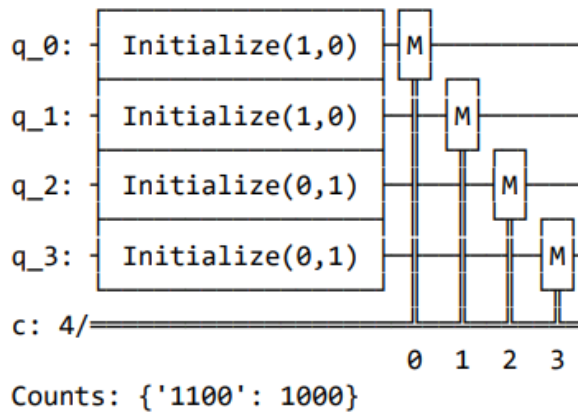 q_0: Initialize(1,0) M
q_1: Initialize(1,0) M
q_2: Initialize(0,1) M
q_3: Initialize(0,1) M
c: 4/
0 1 2 3
Counts: {'1100': 1000}